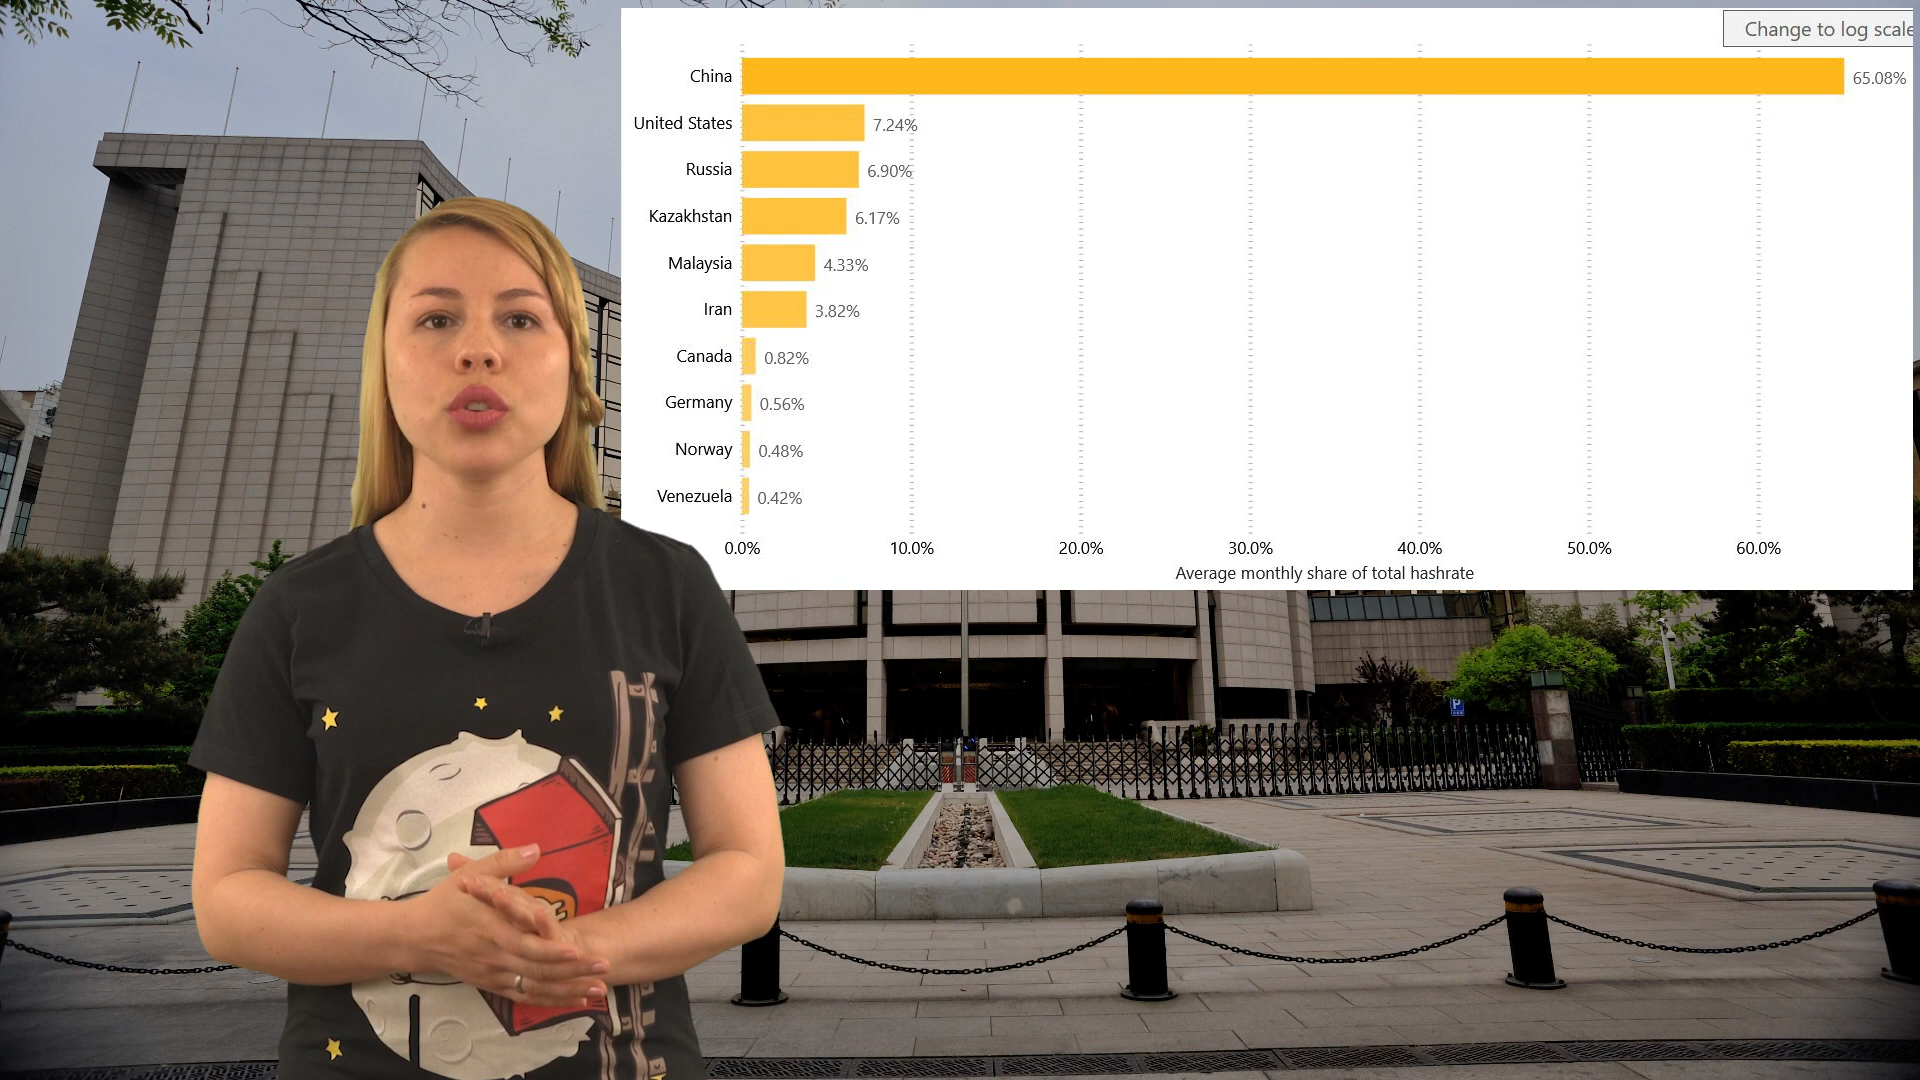 Change to log scale
China 65.08%
United States 7.24%
Russia 6.90%
Kazakhstan 6.17%
Malaysia 4.33%
Iran 3.82%
Canada 0.82%
Germany 0.56%
Norway 0.48%
Venezuela 0.42%
0.0% 10.0% 20.0% 30.0% 40.0% 50.0% 60.0%
Average monthly share of total hashrate
P